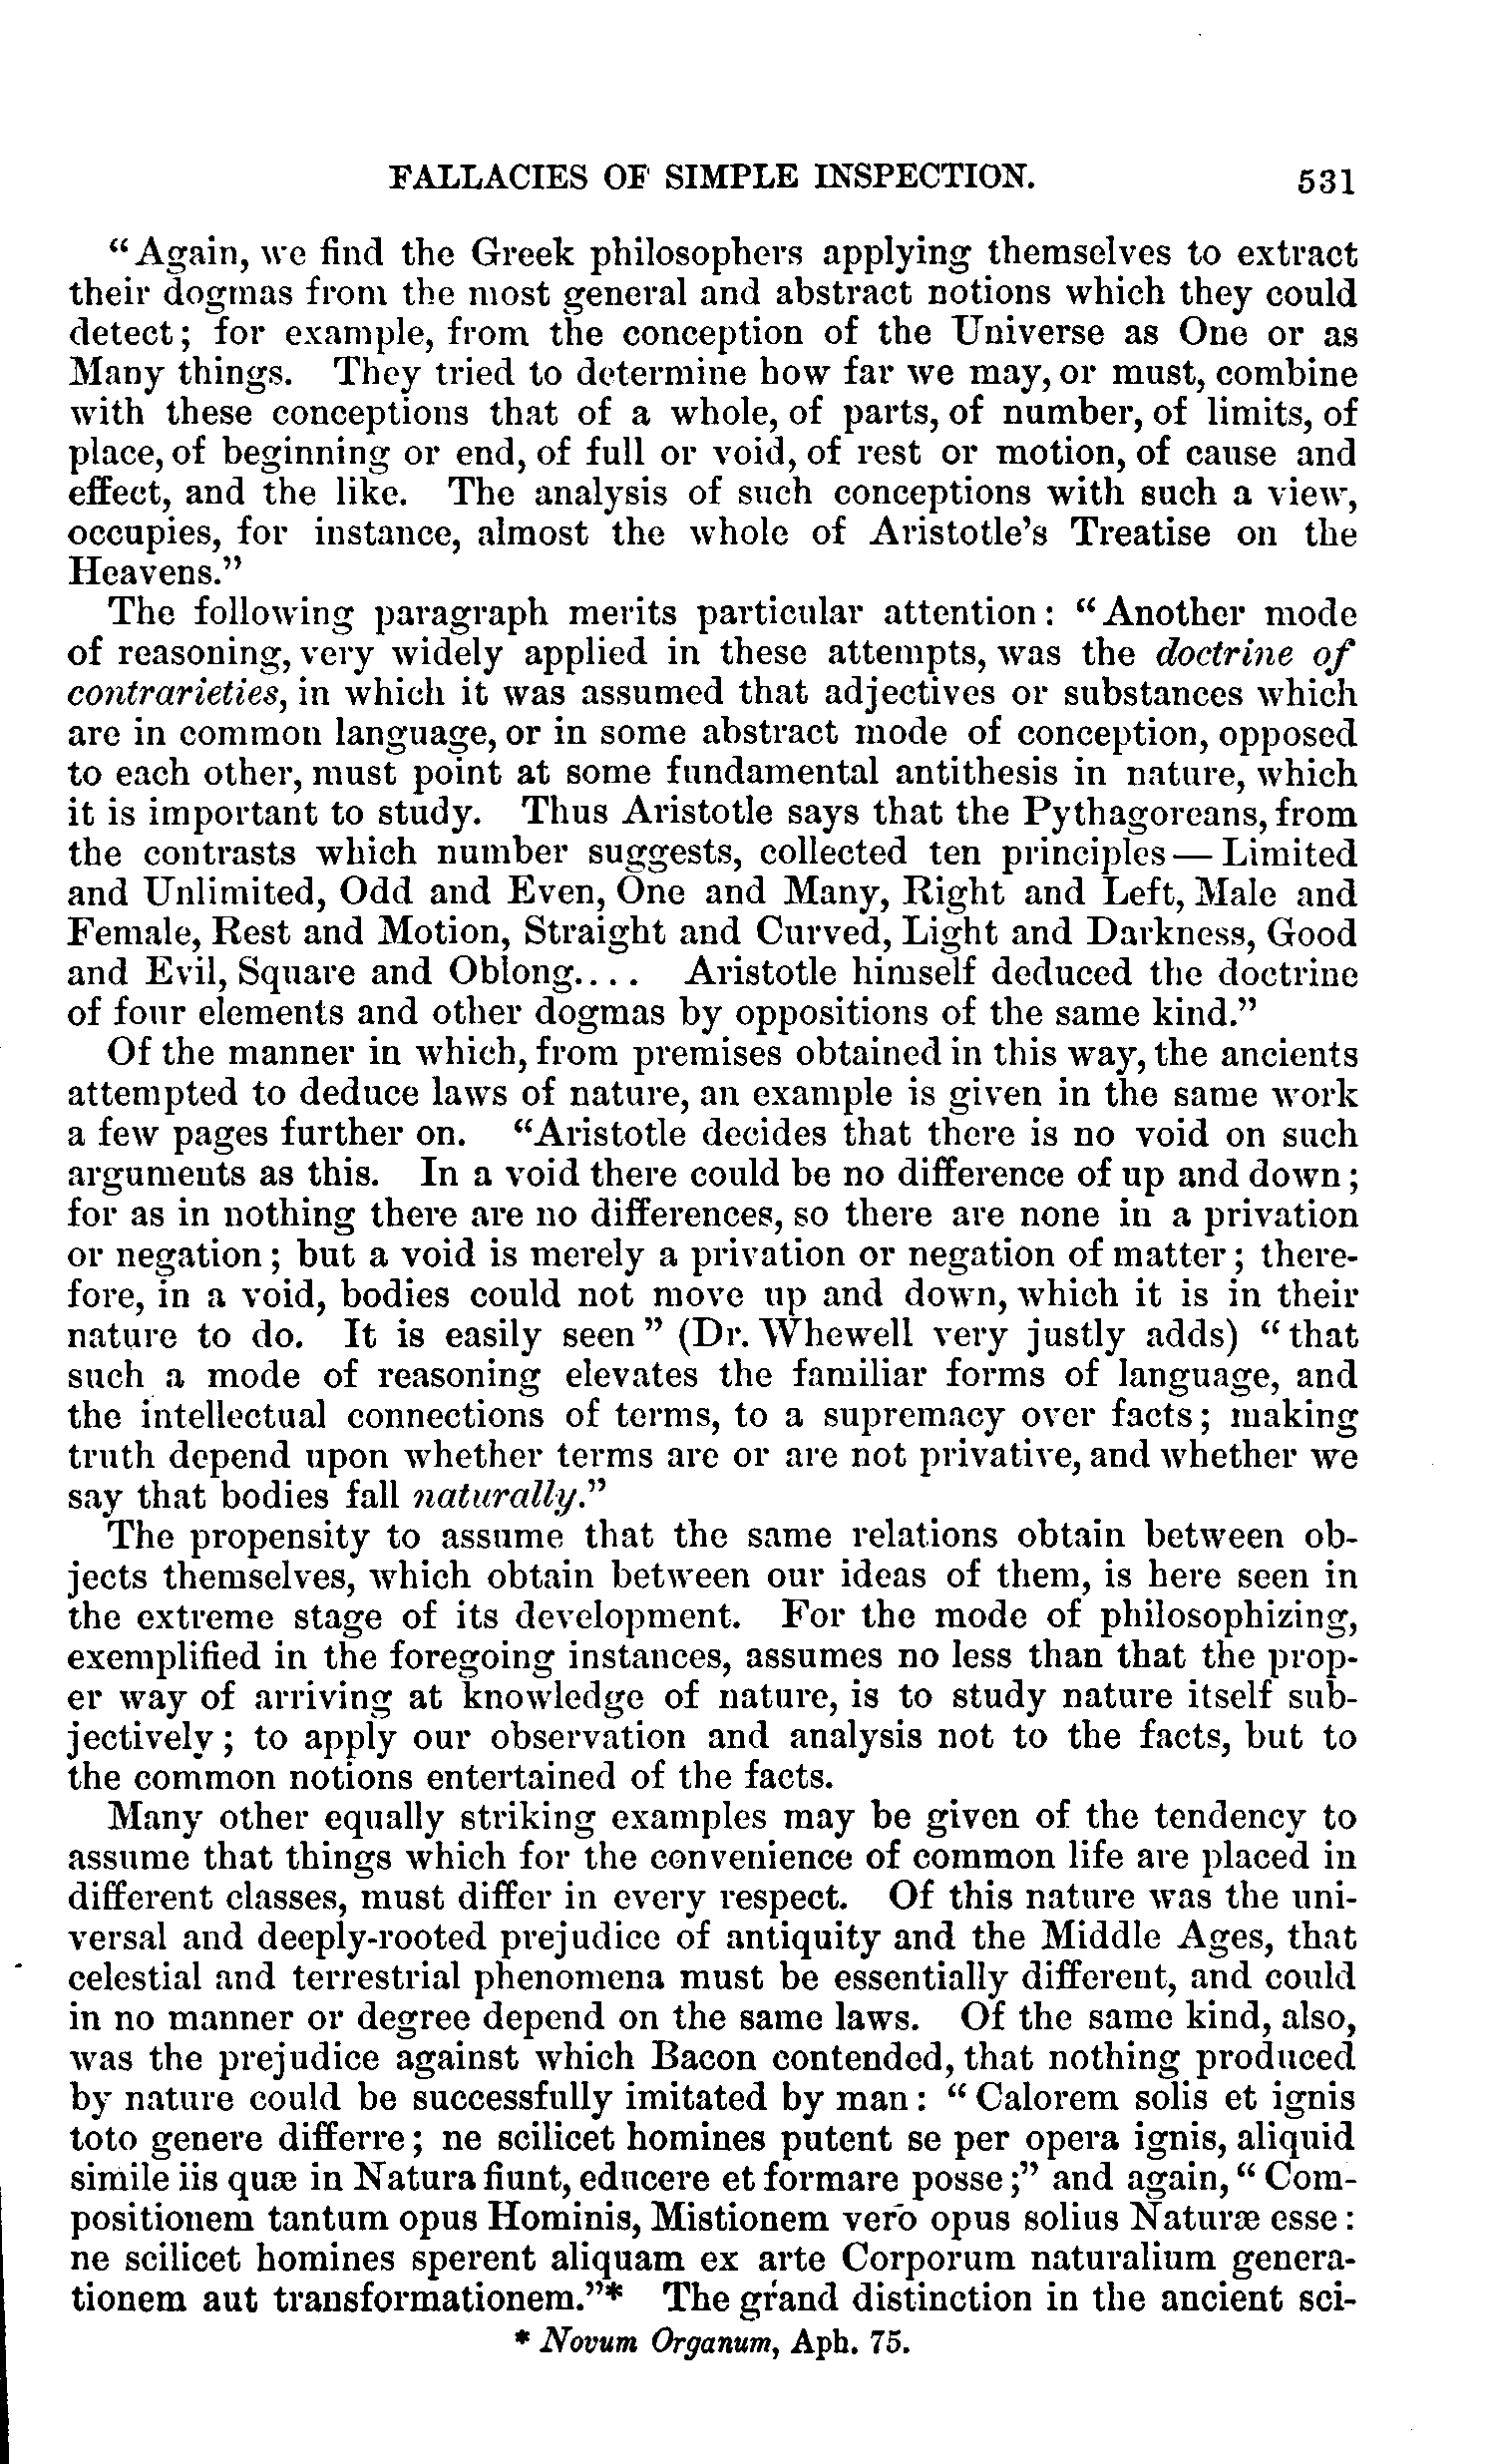 FALLACIES OF SIMPLE INSPECTION. 531
“Again, we find the Greek philosophers applying themselves to extract
their dogmas from the most general and abstract notions which they could
detect; for example, from the conception of the Universe as One or as
Many things. They tried to determine how far we may, or must, combine
with these conceptions that of a whole, of parts, of number, of limits, of
place, of beginning or end, of full or void, of rest or motion, of cause and
effect, and the like. The analysis of such conceptions with such a view,
occupies, for instance, almost the whole of Aristotle’s Treatise on the
Heavens.”
The following paragraph merits particular attention: “Another mode
of reasoning, very widely applied in these attempts, was the doctrine of
contrarieties, in which it was assumed that adjectives or substances which
are in common language, or in some abstract mode of conception, opposed
to each other, must point at some fundamental antithesis in nature, which
it is important to study. Thus Aristotle says that the Pythagoreans, from
the contrasts which number suggests, collected ten principles—Limited
and Unlimited, Odd and Even, One and Many, Right and Left, Male and
Female, Rest and Motion, Straight and Curved, Light and Darkness, Good
and Evil, Square and Oblong.... Aristotle himself deduced the doctrine
of four elements and other dogmas by oppositions of the same kind.”
Of the manner in which, from premises obtained in this way, the ancients
attempted to deduce laws of nature, an example is given in the same work
a few pages further on. “Aristotle decides that there is no void on such
arguments as this. In a void there could be no difference of up and down;
for as in nothing there are no differences, so there are none in a privation
or negation; but a void is merely a privation or negation of matter; there-
fore, in a void, bodies could not move up and down, which it is in their
nature to do. It is easily seen” (Dr. Whewell very justly adds) “that
such a mode of reasoning elevates the familiar forms of language, and
the intellectual connections of terms, to a supremacy over facts; making
truth depend upon whether terms are or are not privative, and whether we
say that bodies fall naturally.”
The propensity to assume that the same relations obtain between ob-
jects themselves, which obtain between our ideas of them, is here seen in
the extreme stage of its development. For the mode of philosophizing,
exemplified in the foregoing instances, assumes no less than that the prop-
er way of arriving at knowledge of nature, is to study nature itself sub-
jectively; to apply our observation and analysis not to the facts, but to
the common notions entertained of the facts.
Many other equally striking examples may be given of the tendency to
assume that things which for the convenience of common life are placed in
different classes, must differ in every respect. Of this nature was the uni-
versal and deeply-rooted prejudice of antiquity and the Middle Ages, that
celestial and terrestrial phenomena must be essentially different, and could
in no manner or degree depend on the same laws. Of the same kind, also,
was the prejudice against which Bacon contended, that nothing produced
by nature could be successfully imitated by man: “Calorem solis et ignis
toto genere differre; ne scilicet homines putent se per opera ignis, aliquid
simile iis quæ in Natura fiunt, educere et formare posse;” and again, “Com-
positionem tantum opus Hominis, Mistionem vero opus solius Naturæ esse:
ne scilicet homines sperent aliquam ex arte Corporum naturalium genera-
tionem aut transformationem.”* The grand distinction in the ancient sci-
* Novum Organum, Aph. 75.